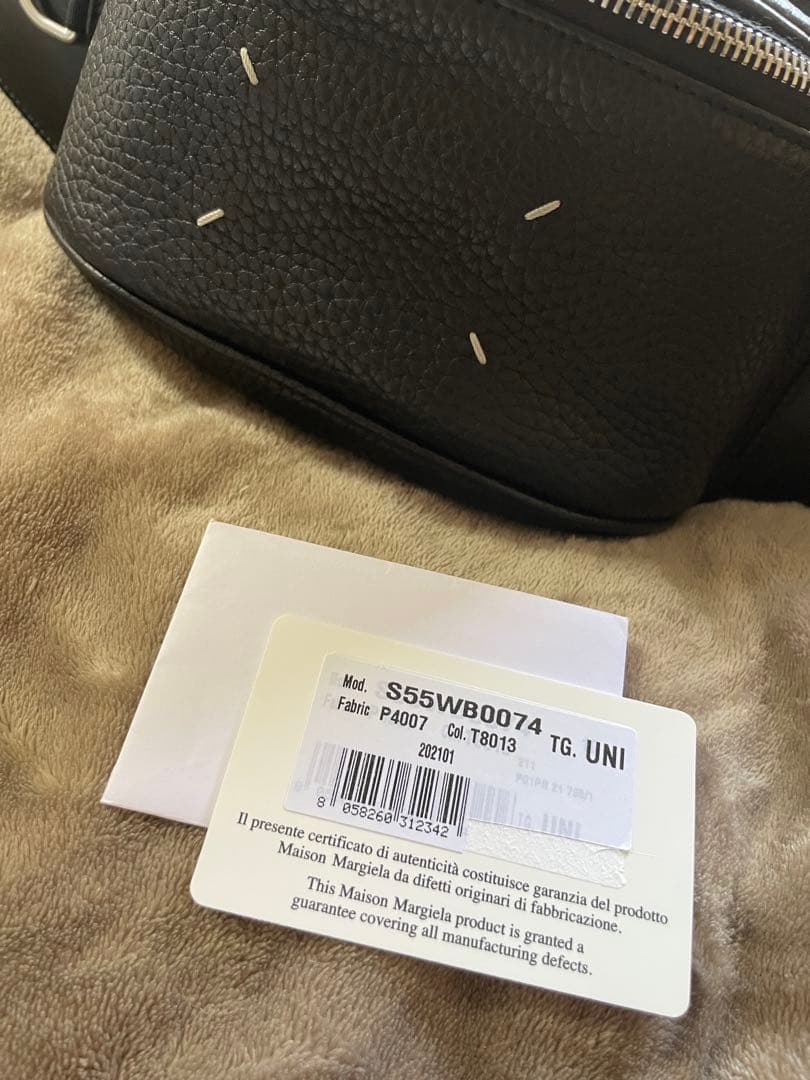 Mod. S55WB0074
Fabric P4007 Col. T8013 TG. UNI
202101
8 058260 312342
Il presente certificato di autenticità costituisce garanzia del prodotto
Maison Margiela da difetti originari di fabbricazione.
This Maison Margiela product is granted a
guarantee covering all manufacturing defects.